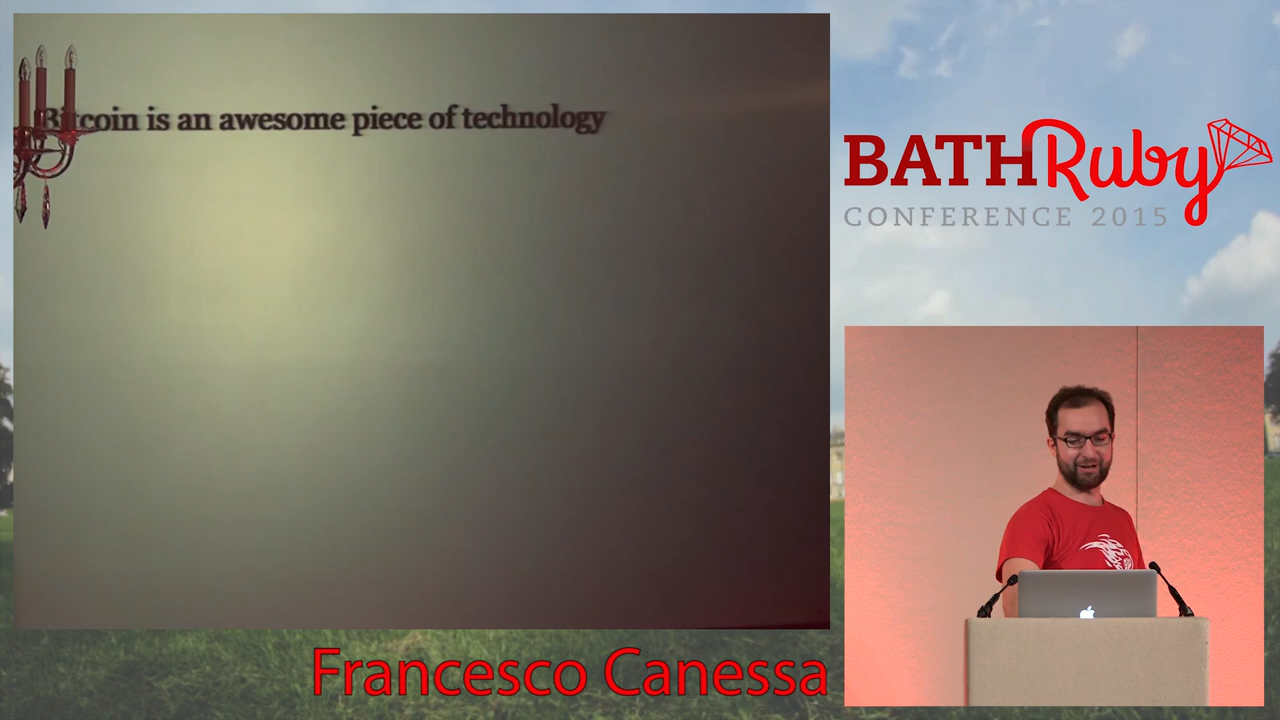 Bitcoin is an awesome piece of technology
BATHRuby
CONFERENCE 2015
Francesco Canessa